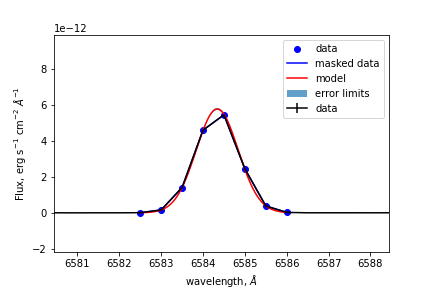 1e−12
data
masked data
model
error limits
data
8
6
4
2
0
−2
Flux, erg s⁻¹ cm⁻² Å⁻¹
6581 6582 6583 6584 6585 6586 6587 6588
wavelength, Å